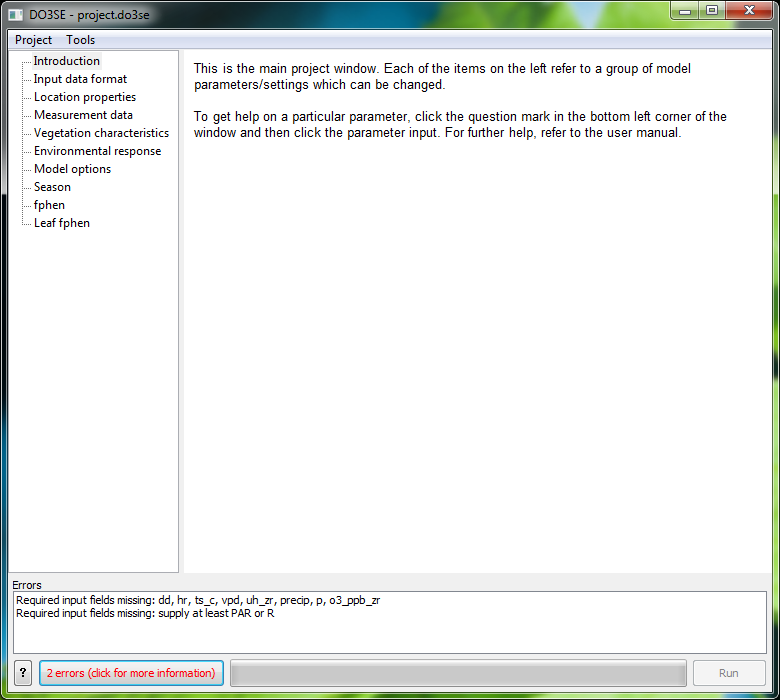 DO3SE - project.do3se
Project Tools
Introduction
Input data format
Location properties
Measurement data
Vegetation characteristics
Environmental response
Model options
Season
fphen
Leaf fphen
This is the main project window. Each of the items on the left refer to a group of model
parameters/settings which can be changed.
To get help on a particular parameter, click the question mark in the bottom left corner of the
window and then click the parameter input. For further help, refer to the user manual.
Errors
Required input fields missing: dd, hr, ts_c, vpd, uh_zr, precip, p, o3_ppb_zr
Required input fields missing: supply at least PAR or R
? 2 errors (click for more information) Run